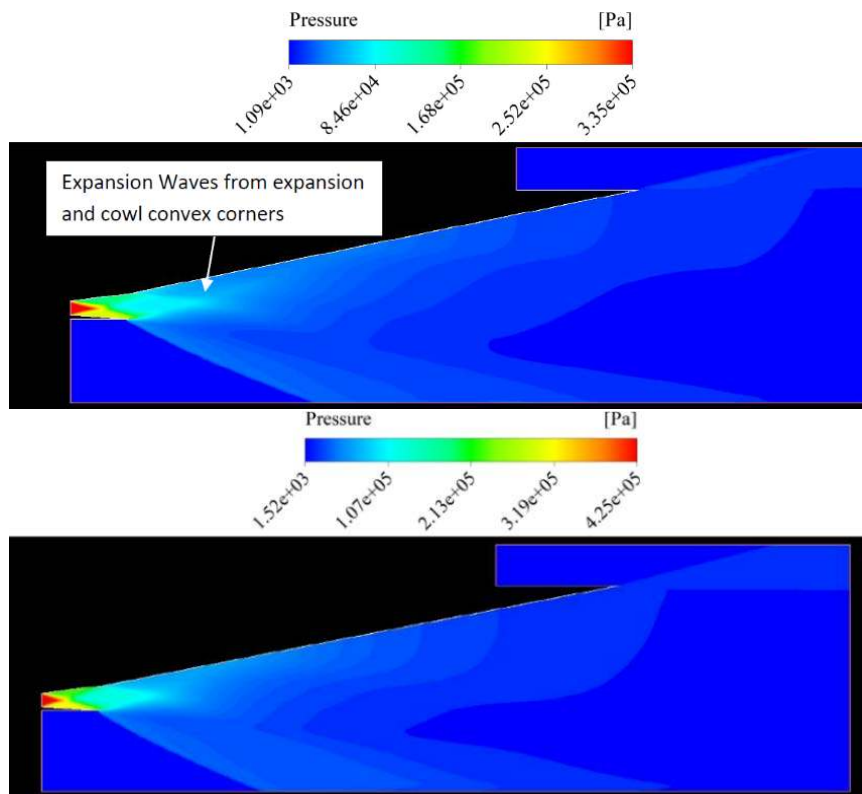 Pressure [Pa]
1.09e+03 8.46e+04 1.68e+05 2.52e+05 3.35e+05
Expansion Waves from expansion
and cowl convex corners
Pressure [Pa]
1.52e+03 1.07e+05 2.13e+05 3.19e+05 4.25e+05